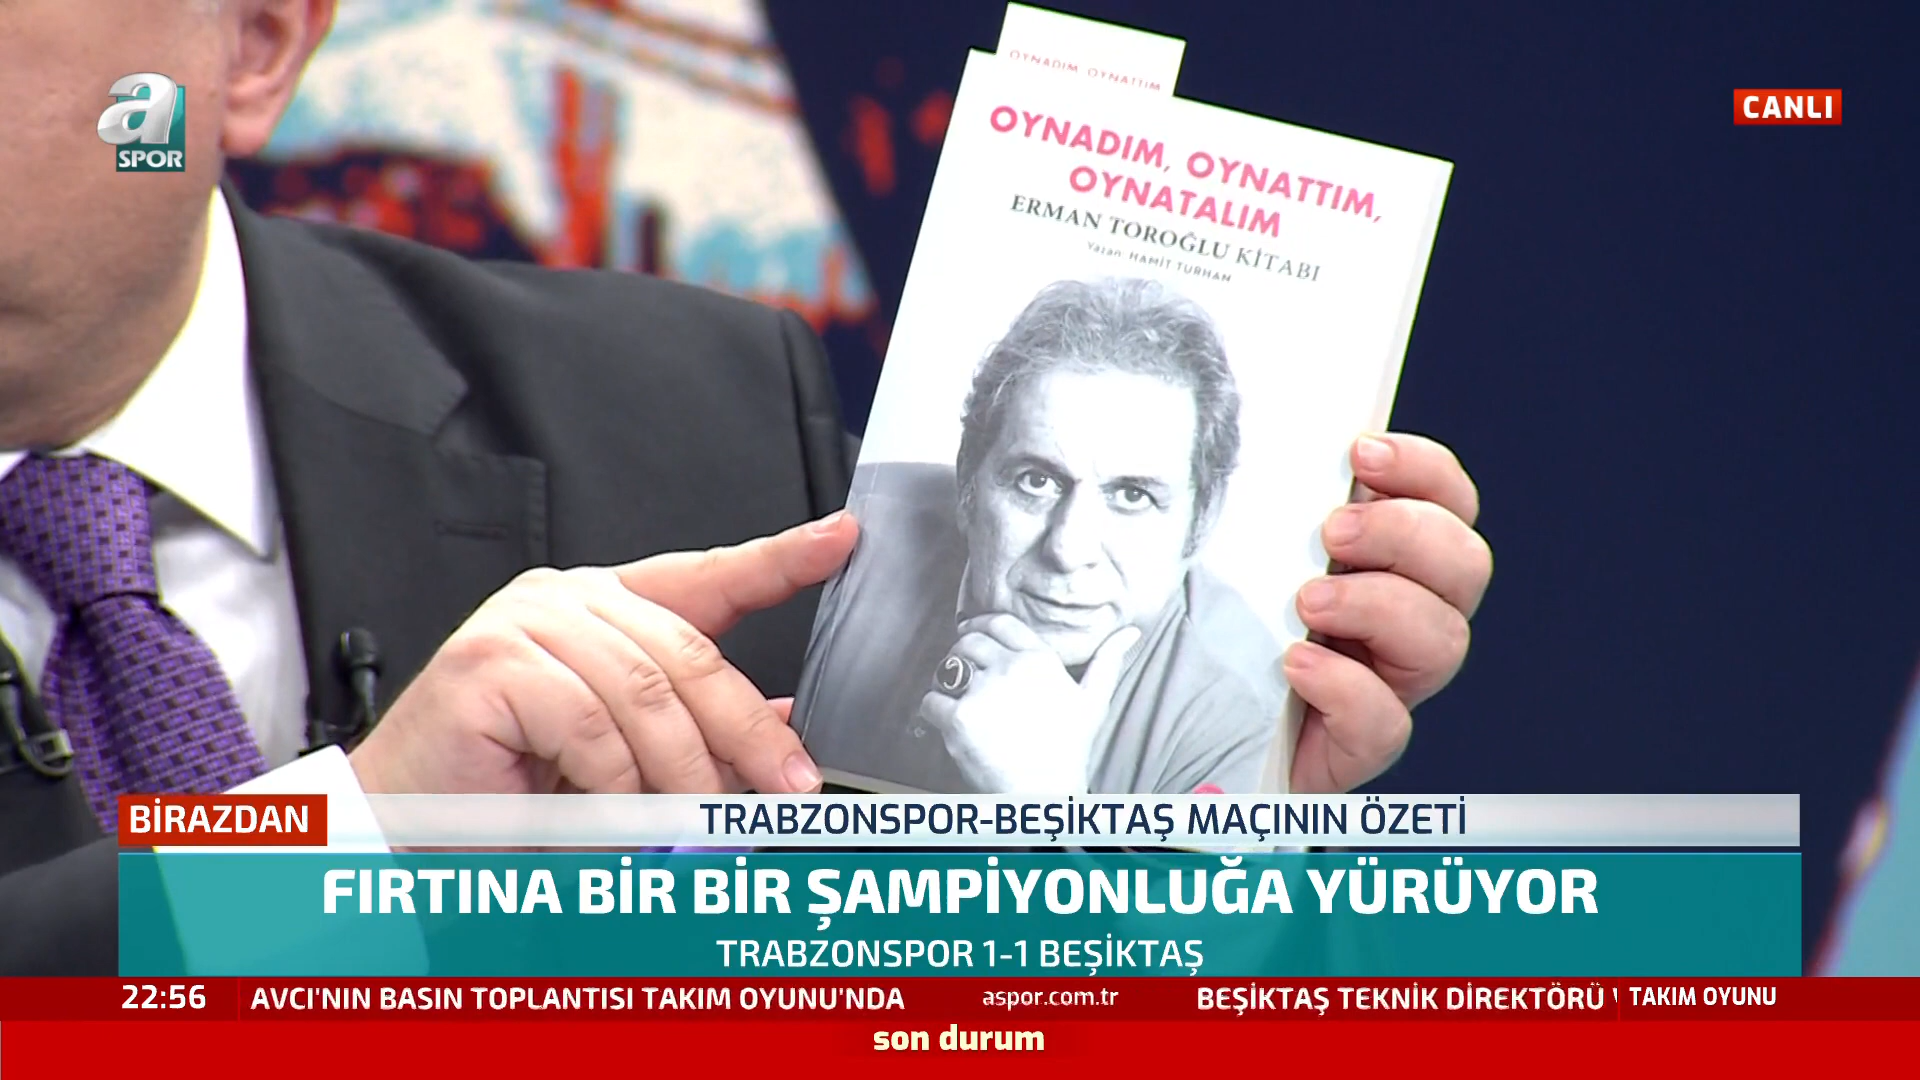 a
SPOR
CANLI
OYNADIM, OYNATTIM
OYNADIM, OYNATTIM,
OYNATALIM
ERMAN TOROĞLU KİTABI
Yazan: HAMİT TURHAN
BİRAZDAN
TRABZONSPOR-BEŞİKTAŞ MAÇININ ÖZETİ
FIRTINA BİR BİR ŞAMPİYONLUĞA YÜRÜYOR
TRABZONSPOR 1-1 BEŞİKTAŞ
22:56 AVCI'NIN BASIN TOPLANTISI TAKIM OYUNU'NDA aspor.com.tr BEŞİKTAŞ TEKNİK DİREKTÖRÜ TAKIM OYUNU
son durum